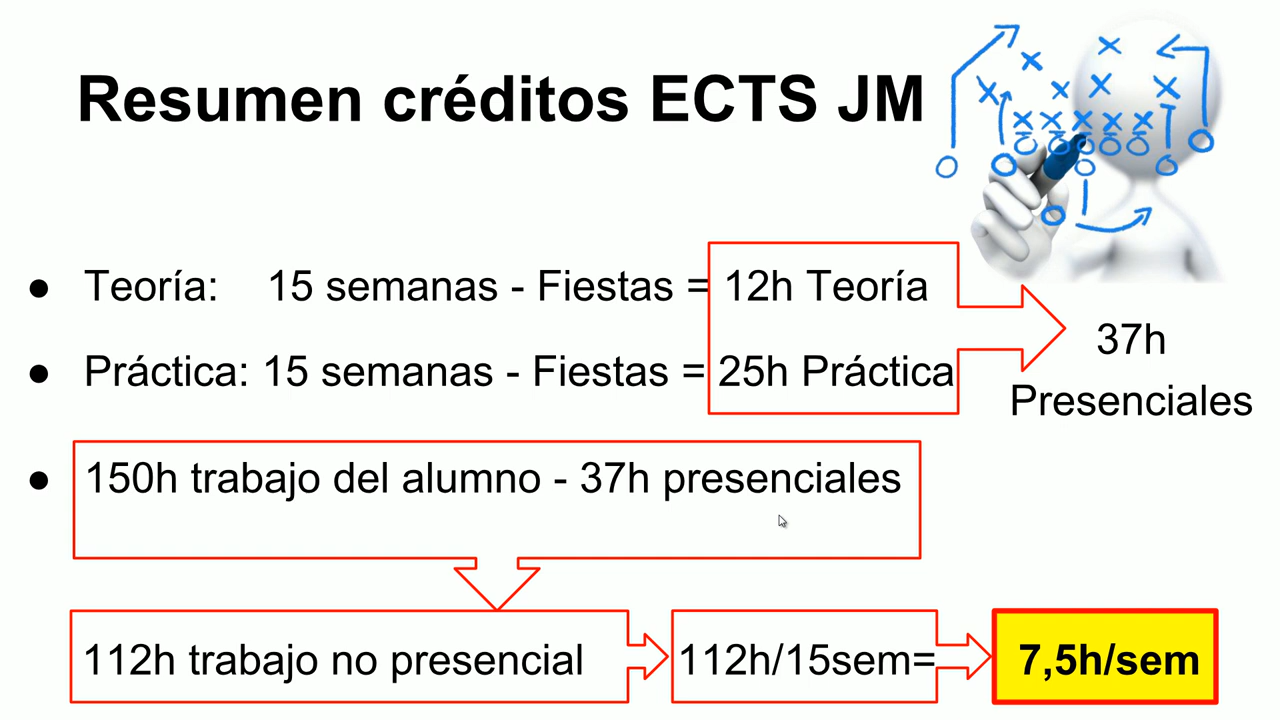 Resumen créditos ECTS JM
● Teoría: 15 semanas - Fiestas = 12h Teoría
● Práctica: 15 semanas - Fiestas = 25h Práctica
37h
Presenciales
● 150h trabajo del alumno - 37h presenciales
112h trabajo no presencial
112h/15sem=
7,5h/sem